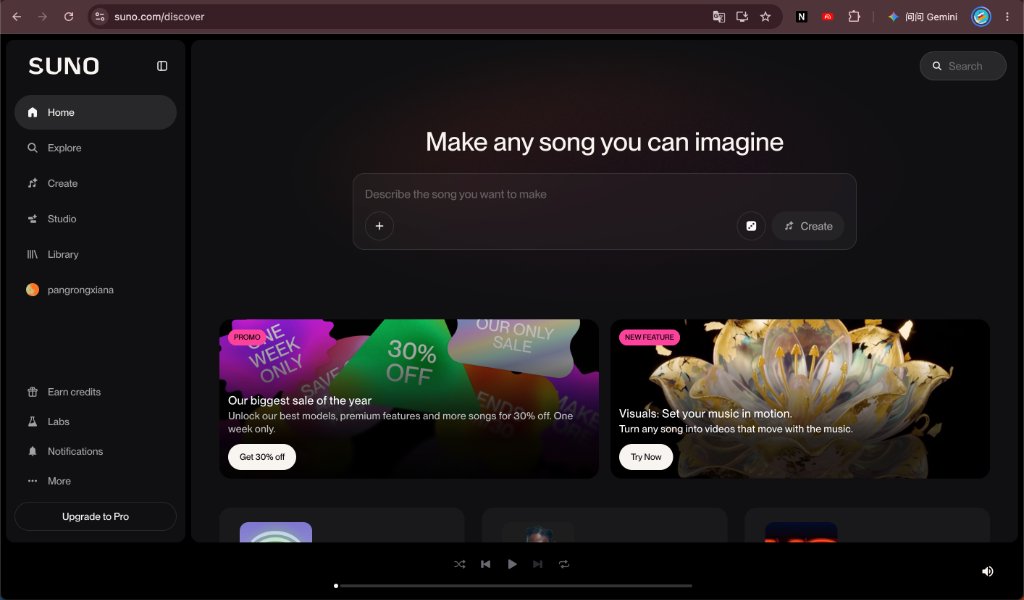 suno.com/discover
N
问问 Gemini
SUNO
Search
Home
Explore
Create
Studio
Library
pangrongxiana
Earn credits
Labs
Notifications
More
Upgrade to Pro
Make any song you can imagine
Describe the song you want to make
Create
PROMO
ONE
WEEK
ONLY
SAVE
30%
OFF
OUR ONLY
SALE
ENDS
MAKE
Our biggest sale of the year
Unlock our best models, premium features and more songs for 30% off. One
week only.
Get 30% off
NEW FEATURE
Visuals: Set your music in motion.
Turn any song into videos that move with the music.
Try Now